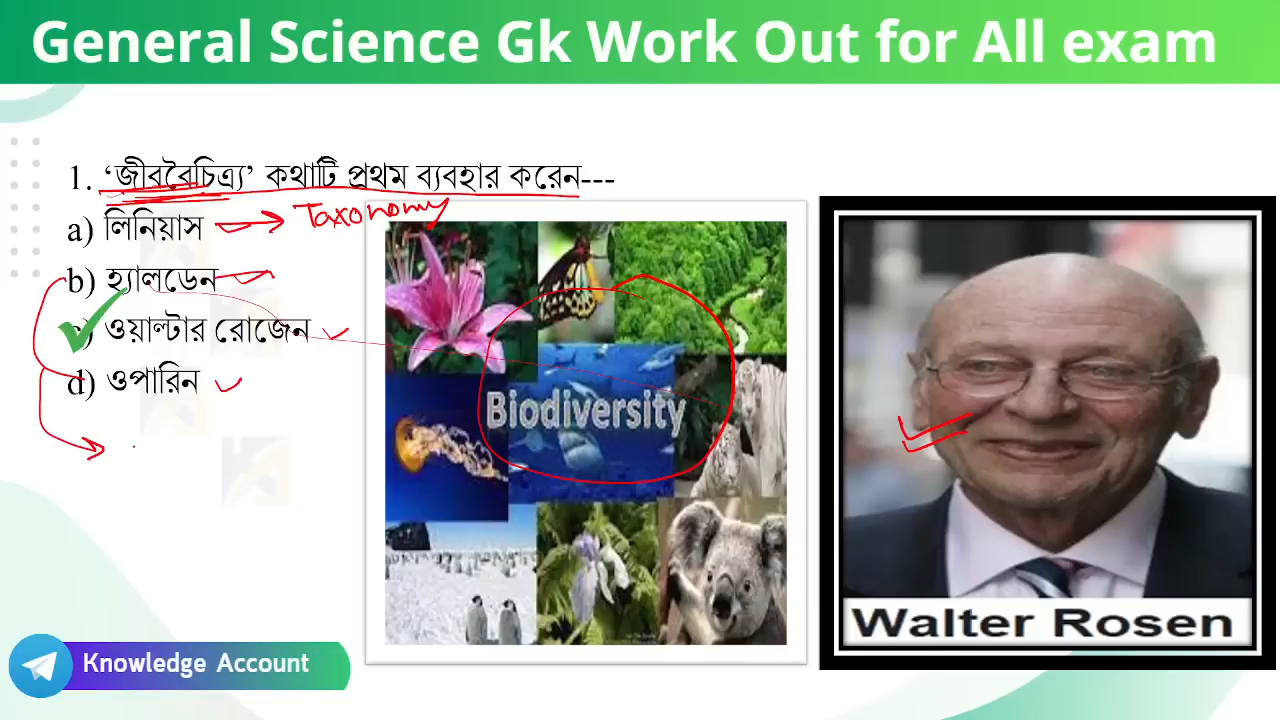 General Science Gk Work Out for All exam
1. ‘জীববৈচিত্র্য’ কথাটি প্রথম ব্যবহার করেন---
a) লিনিয়াস
Taxonomy
b) হ্যালডেন
ওয়াল্টার রোজেন
d) ওপারিন
Biodiversity
Walter Rosen
Knowledge Account